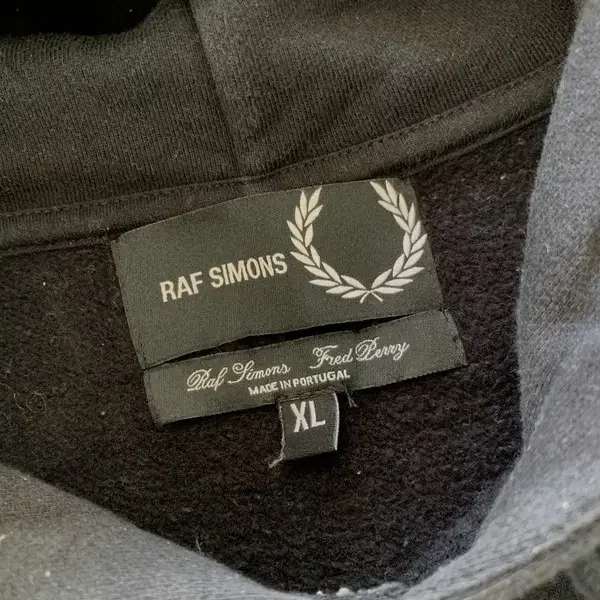 RAF SIMONS
Raf Simons Fred Perry
MADE IN PORTUGAL
XL